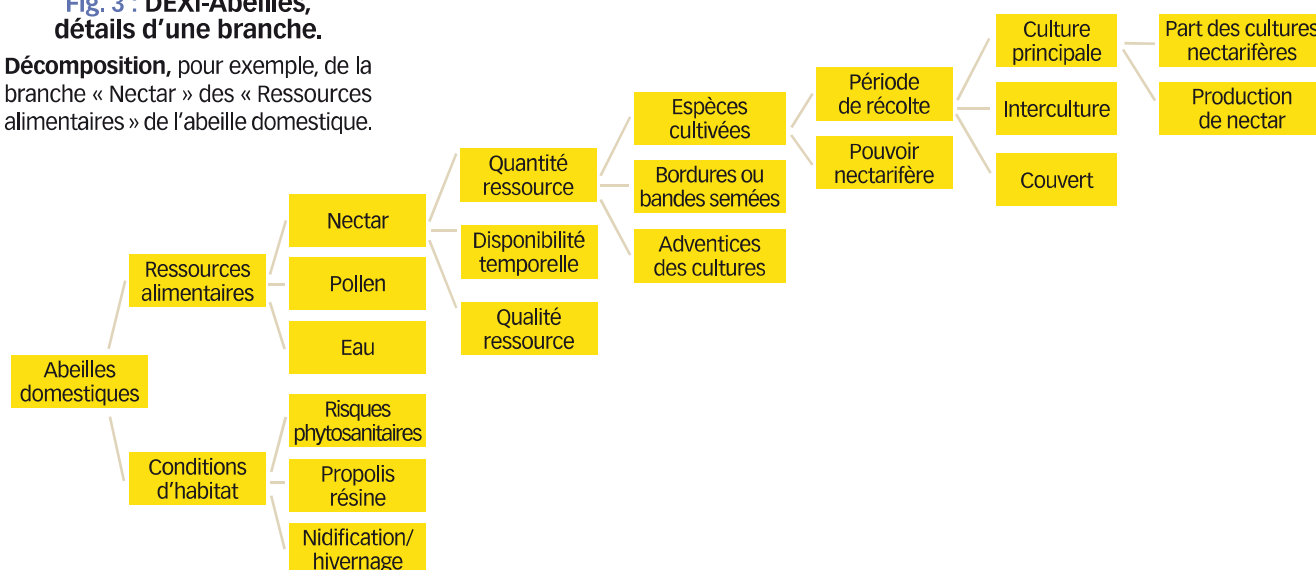 Fig. 3 : DEXi-Abeilles,
détails d'une branche.
Décomposition, pour exemple, de la
branche « Nectar » des « Ressources
alimentaires » de l'abeille domestique.
Abeilles
domestiques
Ressources
alimentaires
Conditions
d'habitat
Nectar
Pollen
Eau
Risques
phytosanitaires
Propolis
résine
Nidification/
hivernage
Quantité
ressource
Disponibilité
temporelle
Qualité
ressource
Espèces
cultivées
Bordures ou
bandes semées
Adventices
des cultures
Période
de récolte
Pouvoir
nectarifère
Culture
principale
Interculture
Couvert
Part des cultures
nectarifères
Production
de nectar